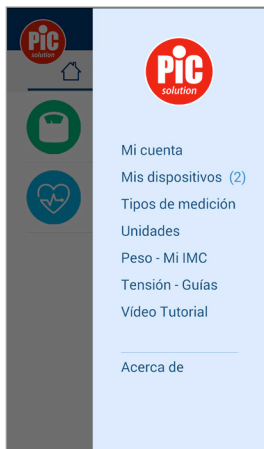 PiC
solution
PiC
solution
Mi cuenta
Mis dispositivos (2)
Tipos de medición
Unidades
Peso - Mi IMC
Tensión - Guías
Vídeo Tutorial
Acerca de